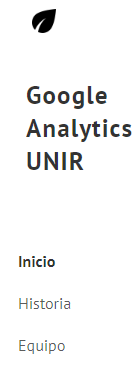 Google
Analytics
UNIR
Inicio
Historia
Equipo